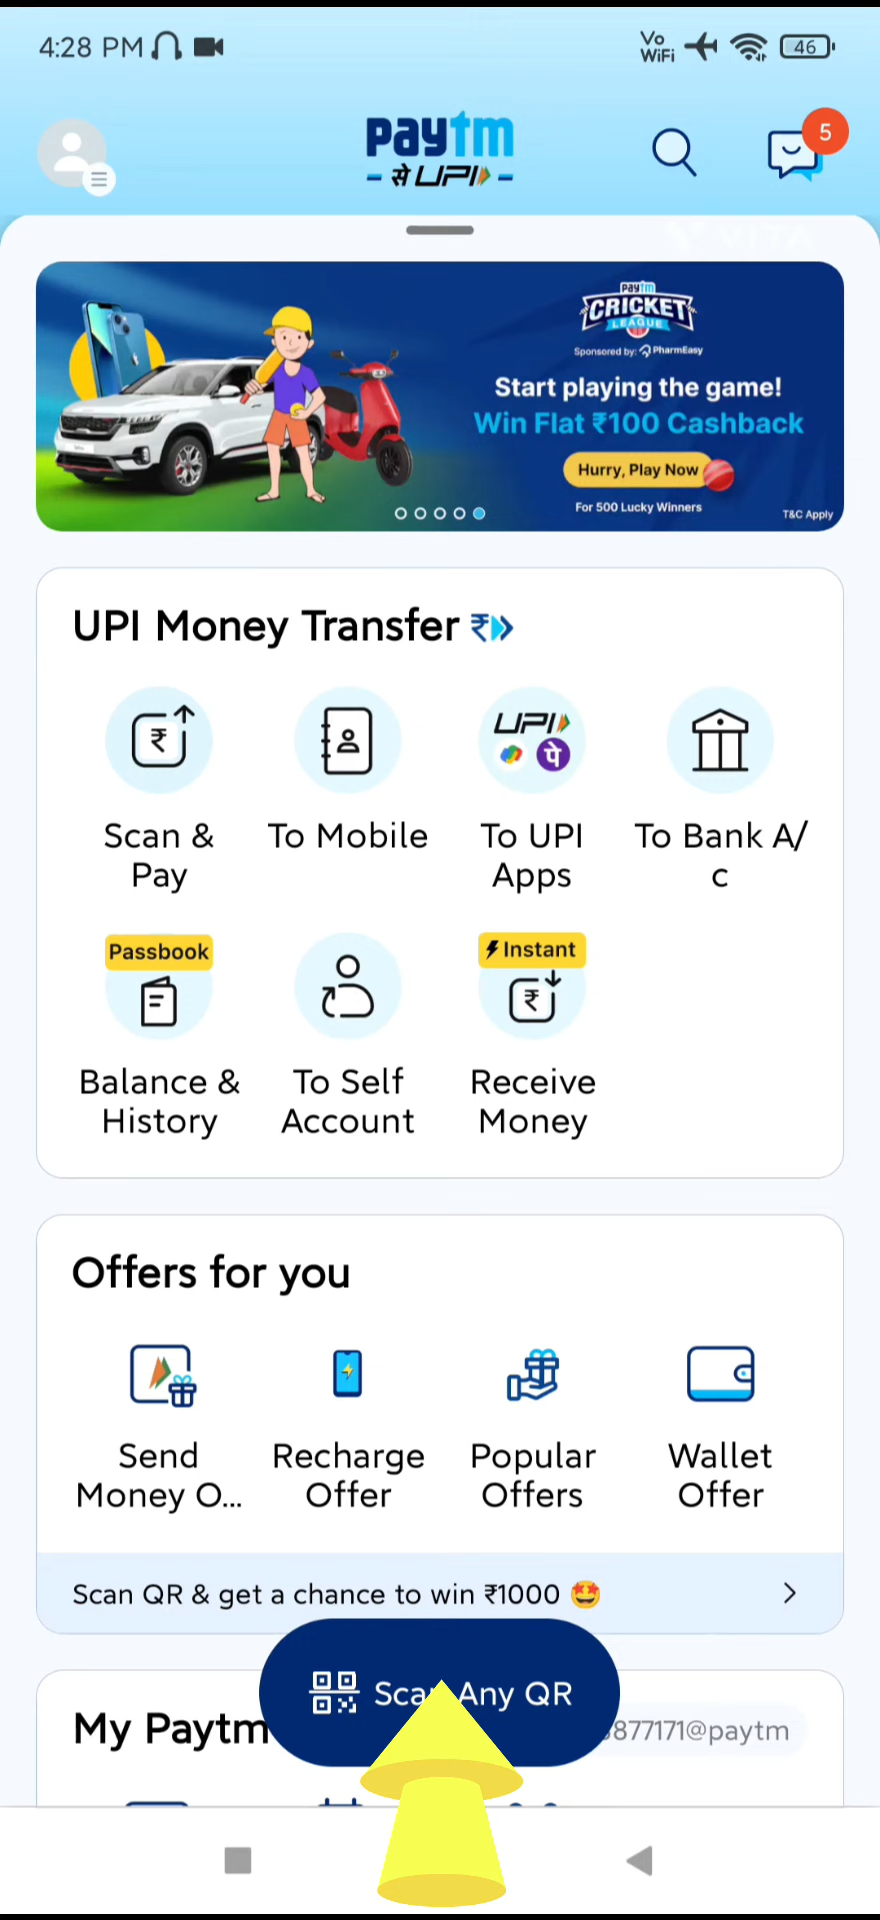 4:28 PM
Vo
WiFi
46
paytm
से UPI
5
VITA
paytm
CRICKET
LEAGUE
Sponsored by: PharmEasy
Start playing the game!
Win Flat ₹100 Cashback
Hurry, Play Now
For 500 Lucky Winners
T&C Apply
UPI Money Transfer ₹
₹
UPI
पे
Scan &
Pay
To Mobile
To UPI
Apps
To Bank A/
c
Passbook
Instant
₹
Balance &
History
To Self
Account
Receive
Money
Offers for you
Send
Money O...
Recharge
Offer
Popular
Offers
Wallet
Offer
Scan QR & get a chance to win ₹1000 🤩
Any QR
My Paytm
877171@paytm